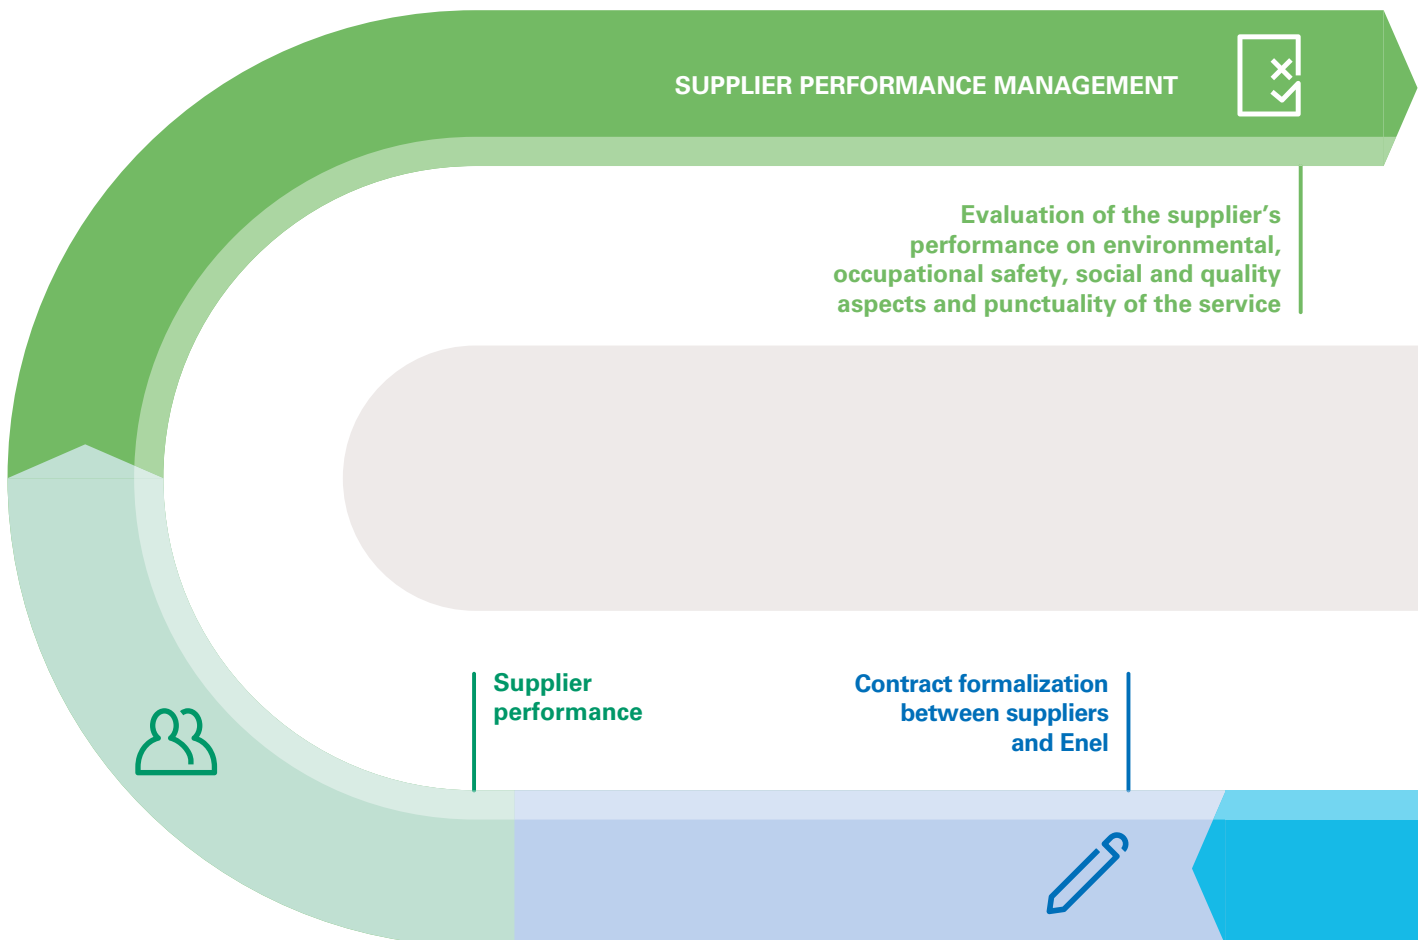 SUPPLIER PERFORMANCE MANAGEMENT
Evaluation of the supplier’s
performance on environmental,
occupational safety, social and quality
aspects and punctuality of the service
Supplier
performance
Contract formalization
between suppliers
and Enel